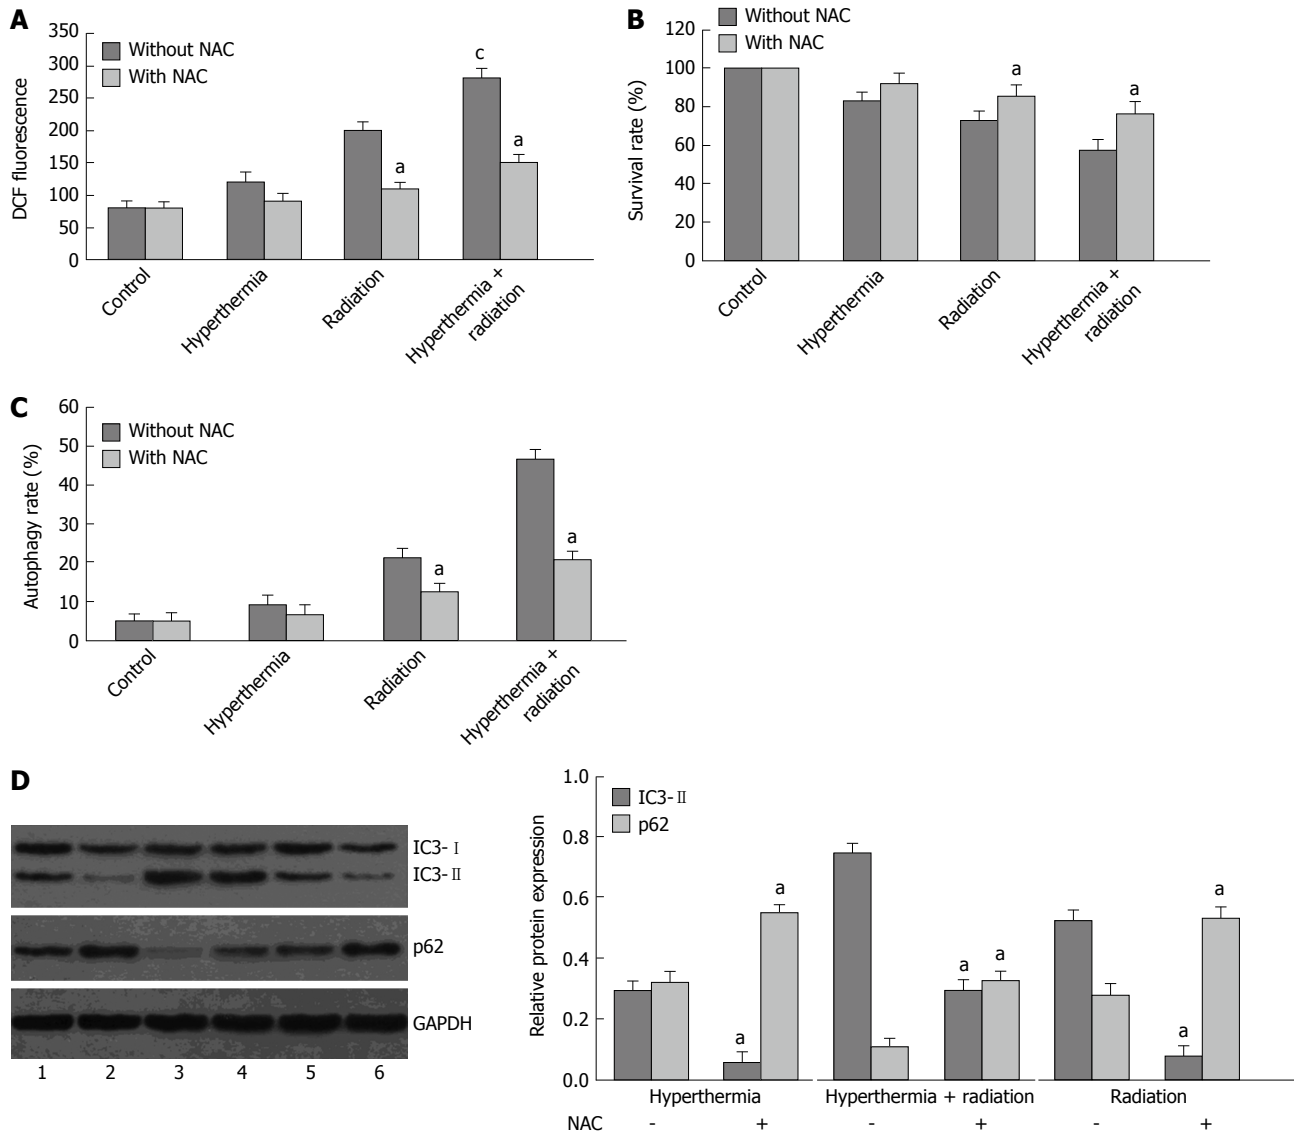 A
350
300
250
200
150
100
50
0
DCF fluorescence
Without NAC
With NAC
c
a
a
Control
Hyperthermia
Radiation
Hyperthermia +
radiation
B
120
100
80
60
40
20
0
Survival rate (%)
Without NAC
With NAC
a
a
Control
Hyperthermia
Radiation
Hyperthermia +
radiation
C
60
50
40
30
20
10
0
Autophagy rate (%)
Without NAC
With NAC
a
a
Control
Hyperthermia
Radiation
Hyperthermia +
radiation
D
IC3-Ⅰ
IC3-Ⅱ
p62
GAPDH
1 2 3 4 5 6
1.0
0.8
0.6
0.4
0.2
0.0
Relative protein expression
IC3-Ⅱ
p62
a
a
a
a
a
a
Hyperthermia Hyperthermia + radiation Radiation
NAC - + - + - +